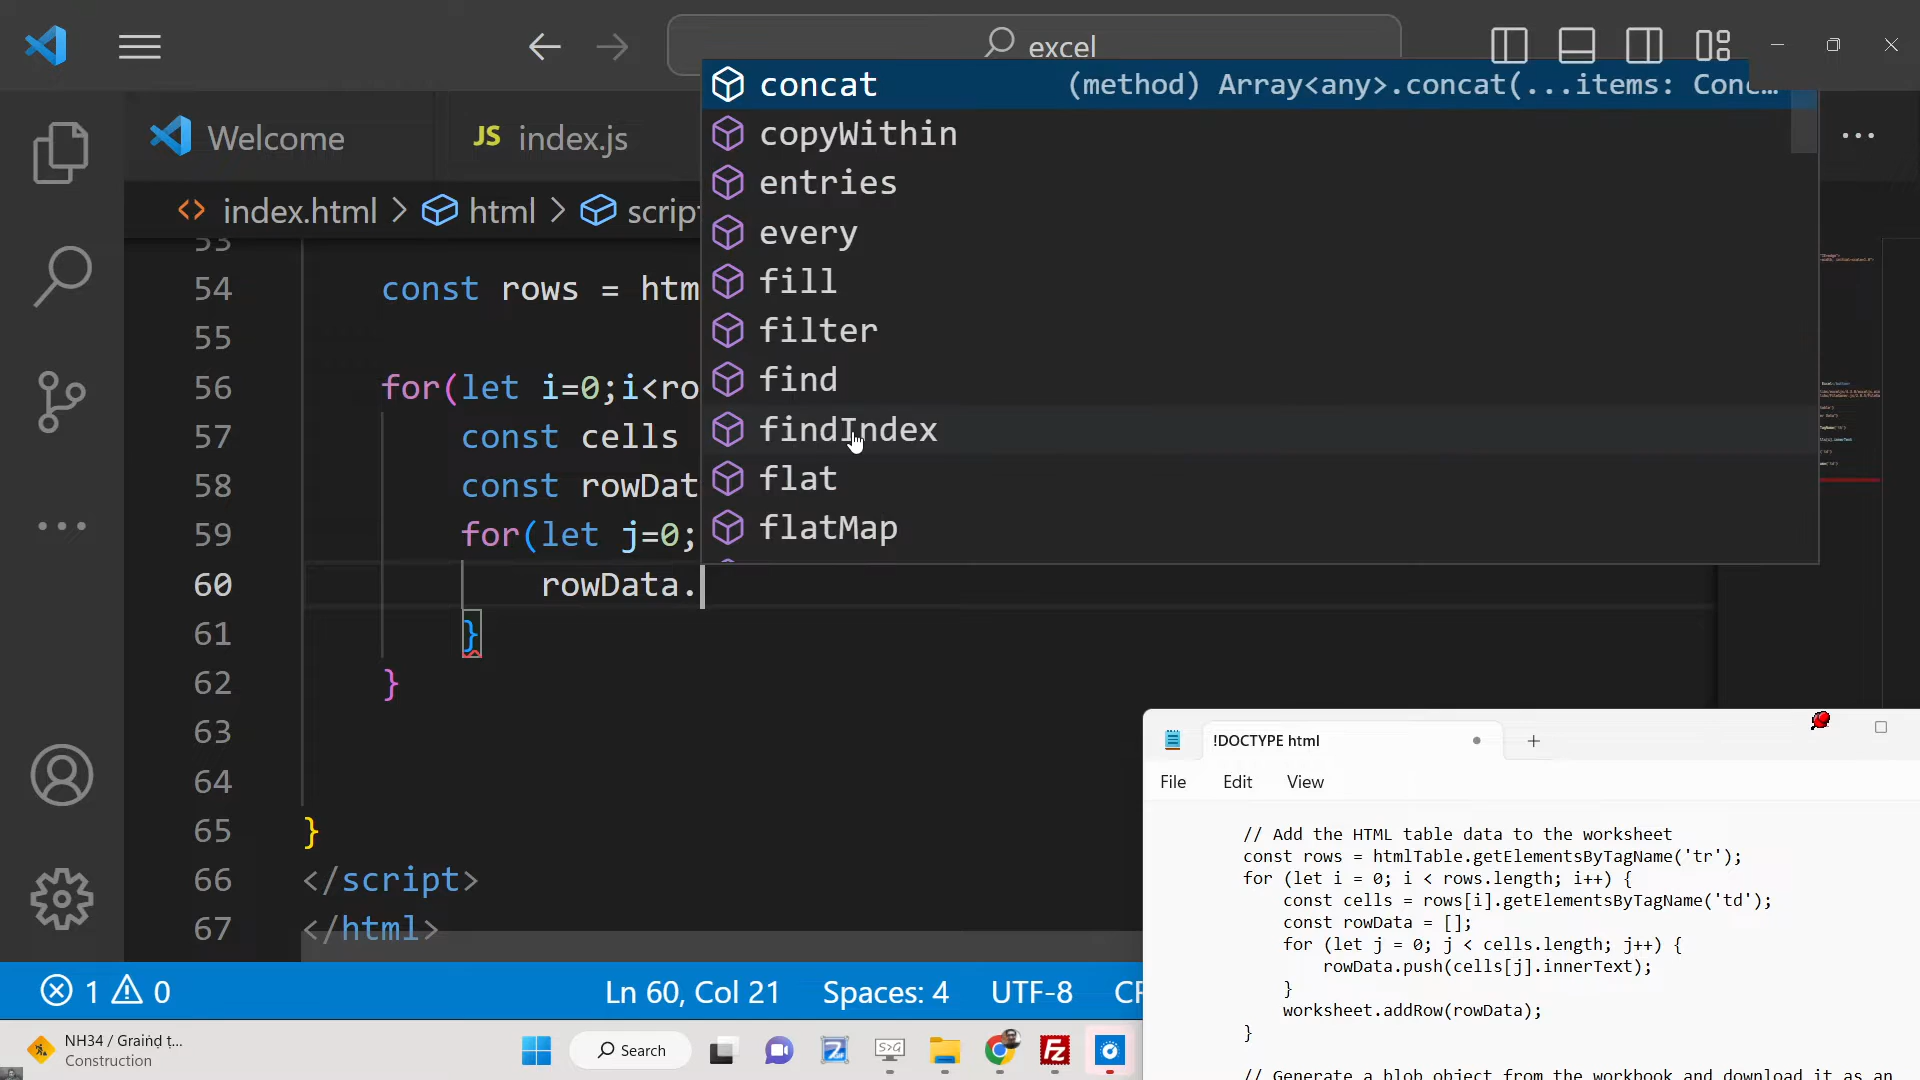 excel
Welcome
JS index.js
index.html > html > script
concat (method) Array<any>.concat(...items: Conc…
copyWithin
entries
every
fill
filter
find
findIndex
flat
flatMap
53
54 const rows = htm
55
56 for(let i=0;i<ro
57 const cells
58 const rowDat
59 for(let j=0;
60 rowData.
61 }
62 }
63
64
65 }
66 </script>
67 </html>
!DOCTYPE html
File Edit View
// Add the HTML table data to the worksheet
const rows = htmlTable.getElementsByTagName('tr');
for (let i = 0; i < rows.length; i++) {
const cells = rows[i].getElementsByTagName('td');
const rowData = [];
for (let j = 0; j < cells.length; j++) {
rowData.push(cells[j].innerText);
}
worksheet.addRow(rowData);
}
// Generate a blob object from the workbook and download it as an
1 0 Ln 60, Col 21 Spaces: 4 UTF-8
NH34 / Grainḍ ṭ...
Construction
Search